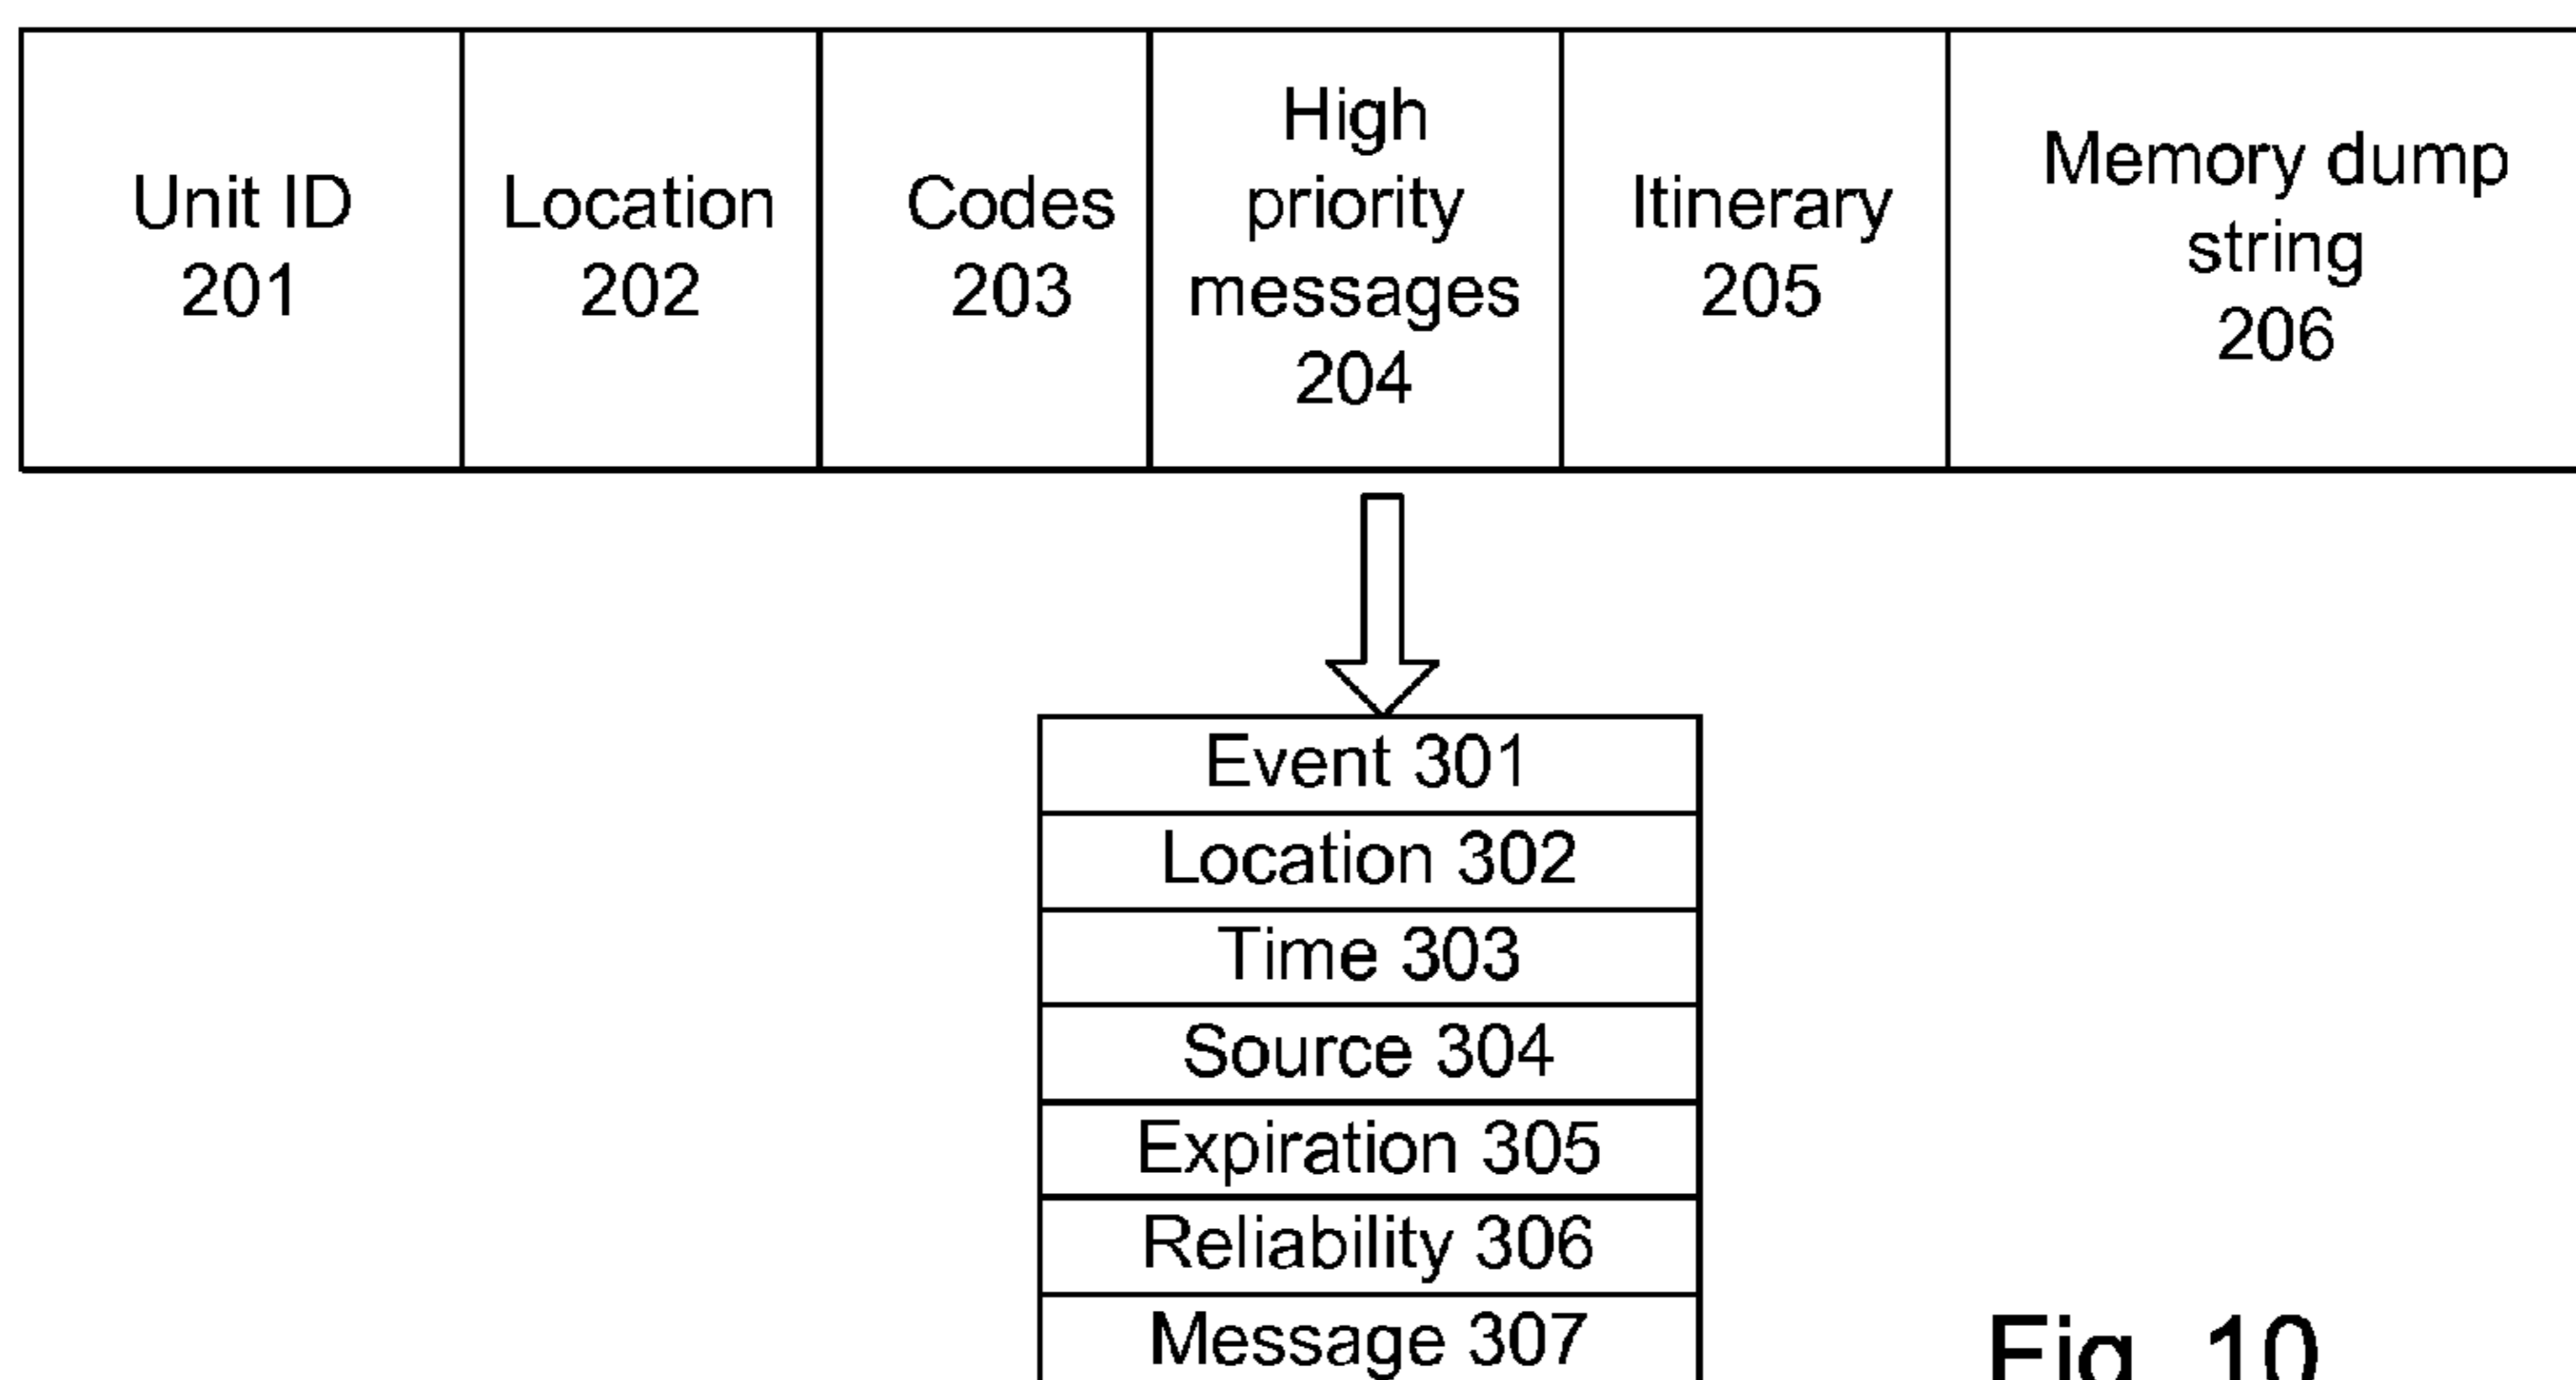 Unit ID
201
Location
202
Codes
203
High
priority
messages
204
Itinerary
205
Memory dump
string
206
Event 301
Location 302
Time 303
Source 304
Expiration 305
Reliability 306
Message 307
Fig. 10